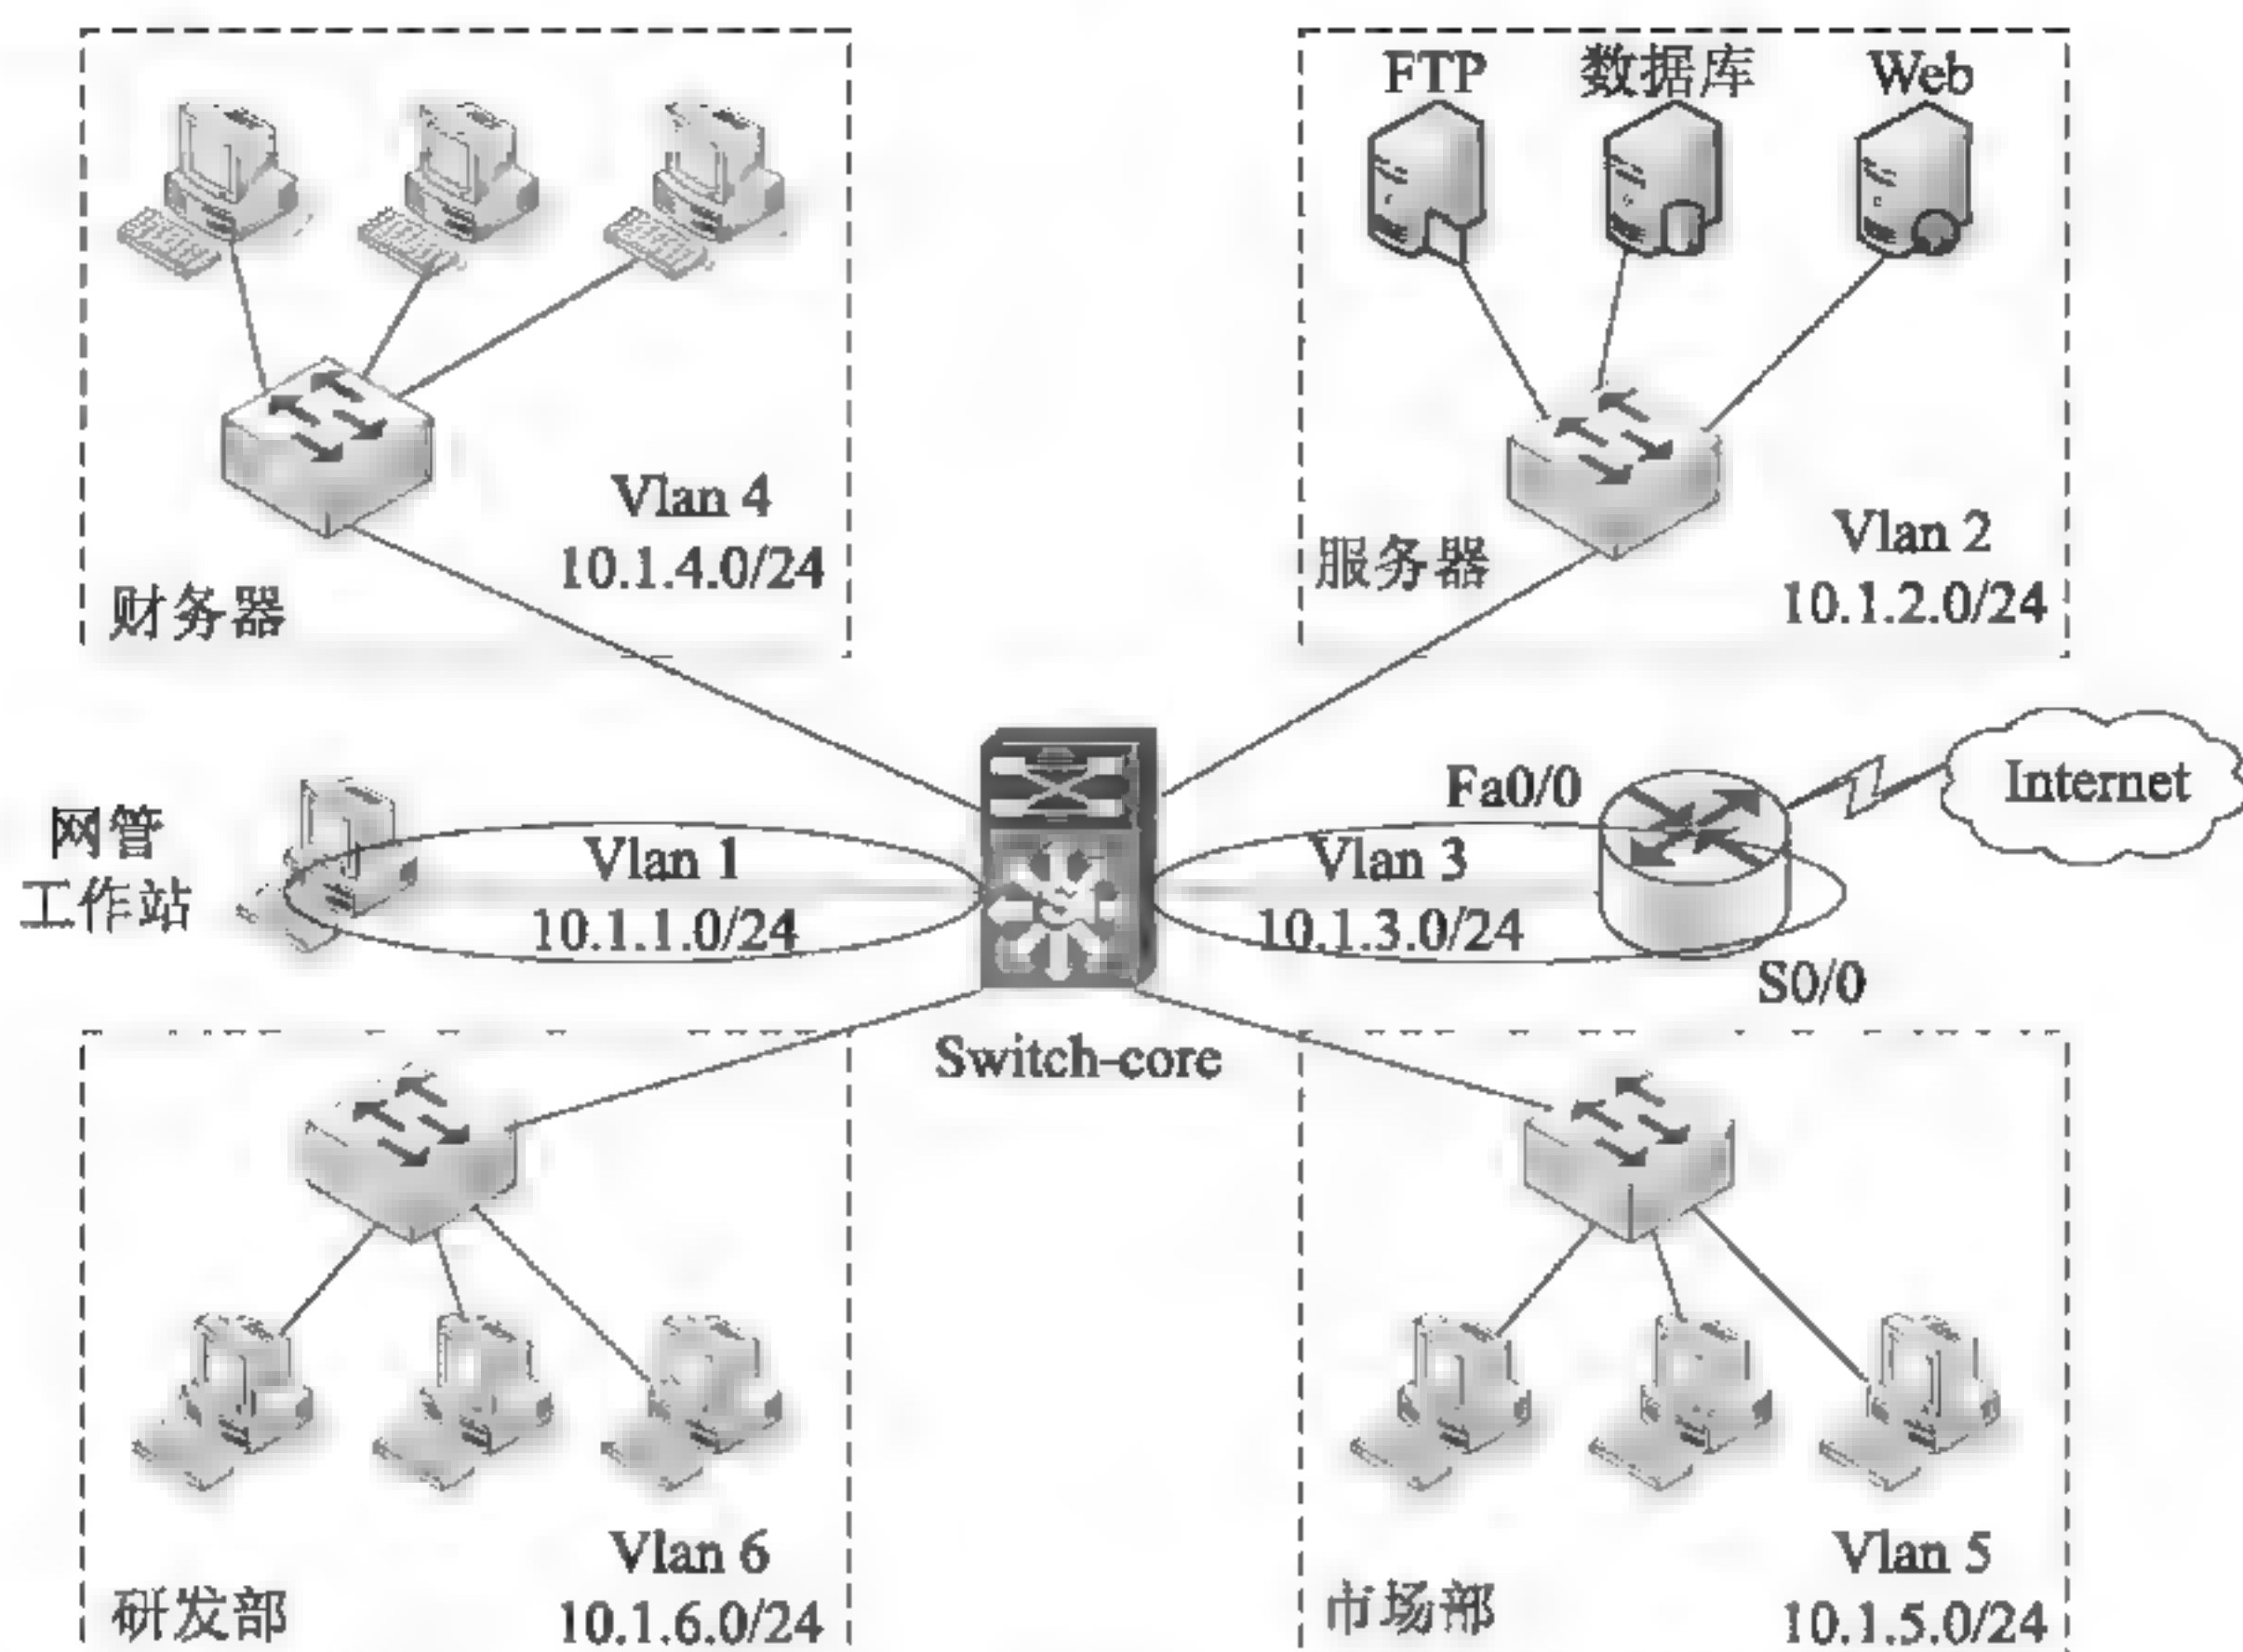 FTP
数据库
Web
Vlan 4
10.1.4.0/24
财务器
服务器
Vlan 2
10.1.2.0/24
网管
工作站
Vlan 1
10.1.1.0/24
Fa0/0
Vlan 3
10.1.3.0/24
Internet
S0/0
Switch-core
Vlan 6
研发部
10.1.6.0/24
Vlan 5
市场部
10.1.5.0/24